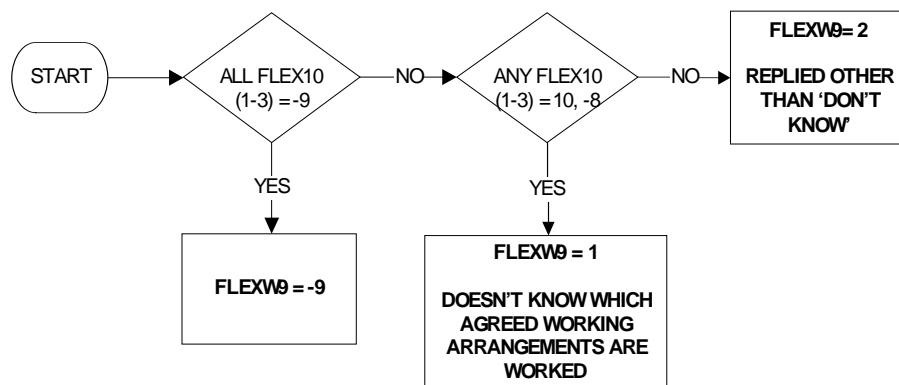 START
ALL FLEX10
(1-3) = -9
NO
ANY FLEX10
(1-3) = 10, -8
NO
FLEXW9= 2
REPLIED OTHER
THAN 'DON'T
KNOW'
YES
YES
FLEXW9 = -9
FLEXW9 = 1
DOESN'T KNOW WHICH
AGREED WORKING
ARRANGEMENTS ARE
WORKED